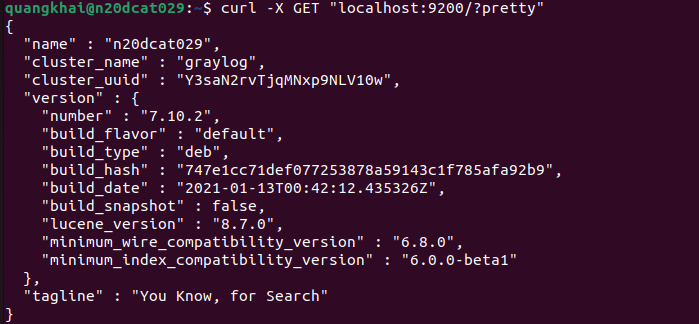 quangkhai@n20dcat029:~$ curl -X GET "localhost:9200/?pretty"
{
  "name" : "n20dcat029",
  "cluster_name" : "graylog",
  "cluster_uuid" : "Y3saN2rvTjqMNxp9NLV10w",
  "version" : {
    "number" : "7.10.2",
    "build_flavor" : "default",
    "build_type" : "deb",
    "build_hash" : "747e1cc71def077253878a59143c1f785afa92b9",
    "build_date" : "2021-01-13T00:42:12.435326Z",
    "build_snapshot" : false,
    "lucene_version" : "8.7.0",
    "minimum_wire_compatibility_version" : "6.8.0",
    "minimum_index_compatibility_version" : "6.0.0-beta1"
  },
  "tagline" : "You Know, for Search"
}